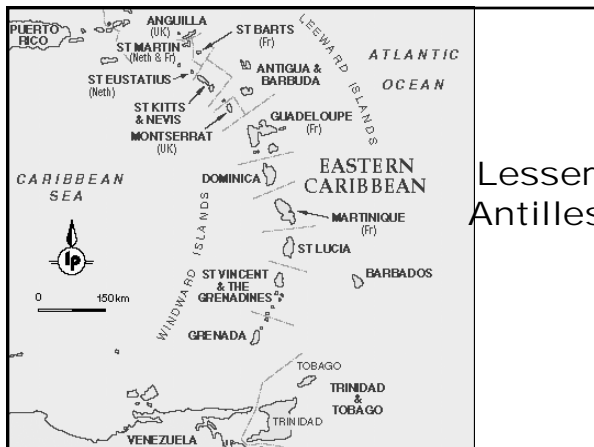 PUERTO
RICO
ANGUILLA
(UK)
ST MARTIN
(Neth & Fr)
ST BARTS
(Fr)
LEEWARD ISLANDS
ATLANTIC
OCEAN
ST EUSTATIUS
(Neth)
ANTIGUA &
BARBUDA
ST KITTS
& NEVIS
MONTSERRAT
(UK)
GUADELOUPE
(Fr)
CARIBBEAN
SEA
DOMINICA
EASTERN
CARIBBEAN
Lesser
Antilles
MARTINIQUE
(Fr)
WINDWARD ISLANDS
lp
ST LUCIA
0 150km
ST VINCENT
& THE
GRENADINES
BARBADOS
GRENADA
TOBAGO
TRINIDAD
&
TOBAGO
TRINIDAD
VENEZUELA